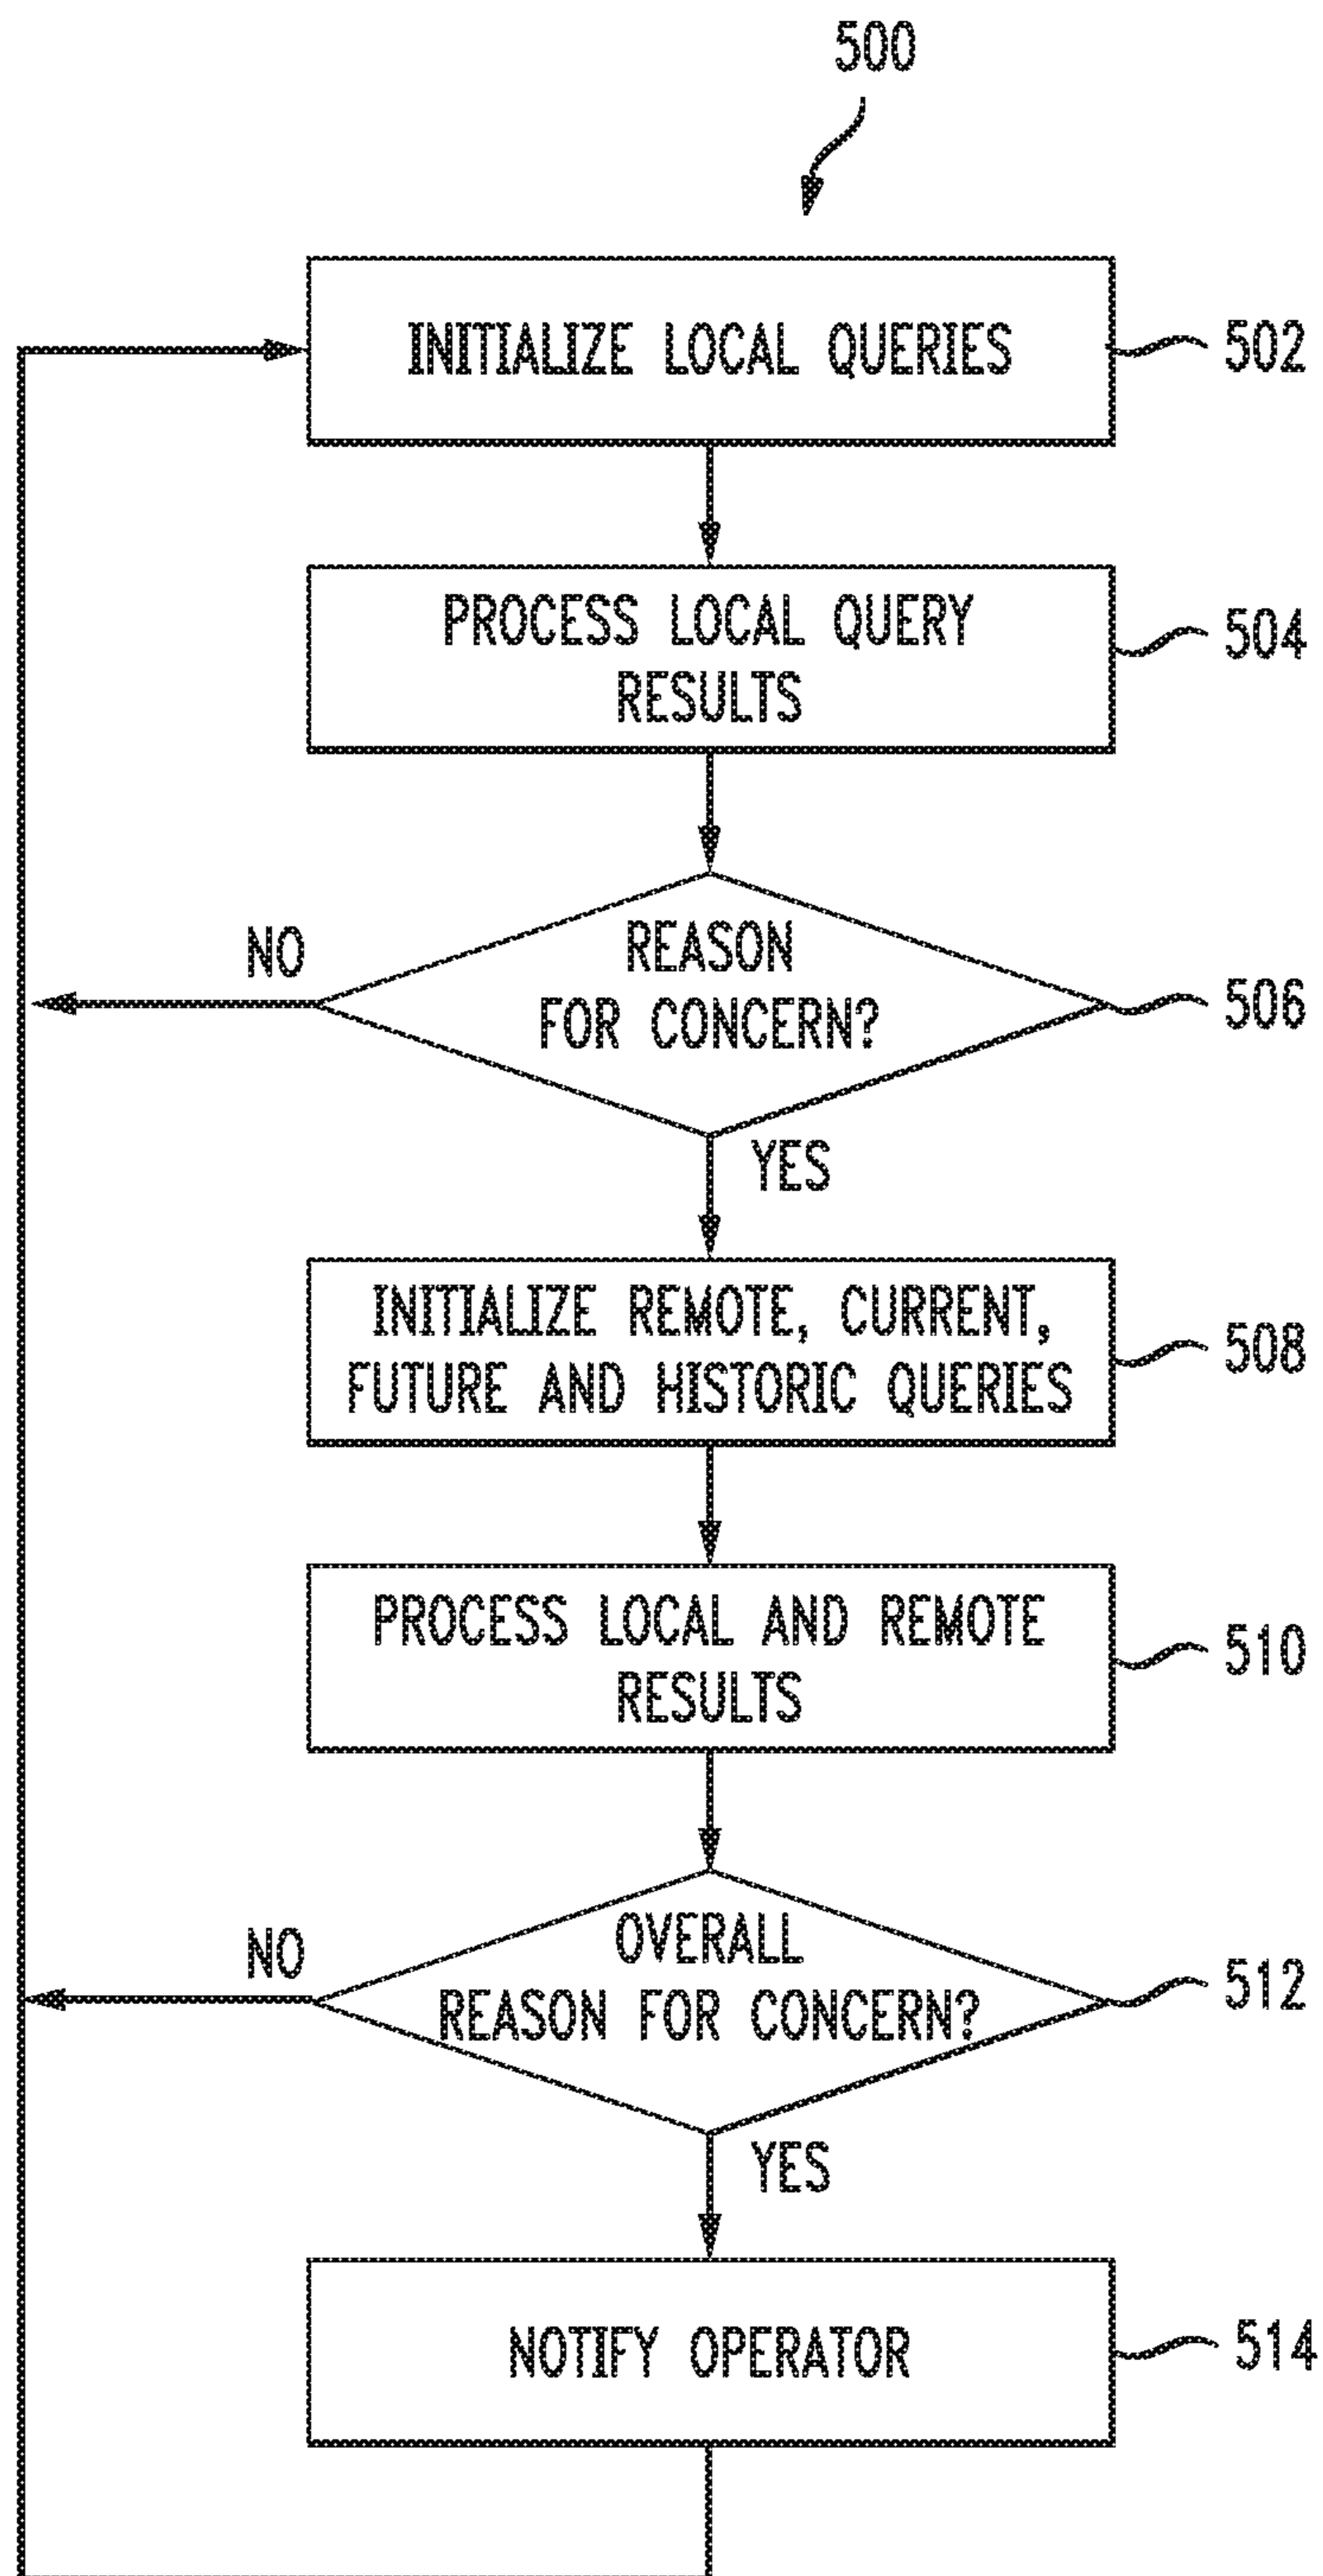 500
INITIALIZE LOCAL QUERIES
502
PROCESS LOCAL QUERY
RESULTS
504
REASON
FOR CONCERN?
NO
506
YES
INITIALIZE REMOTE, CURRENT,
FUTURE AND HISTORIC QUERIES
508
PROCESS LOCAL AND REMOTE
RESULTS
510
OVERALL
REASON FOR CONCERN?
NO
512
YES
NOTIFY OPERATOR
514